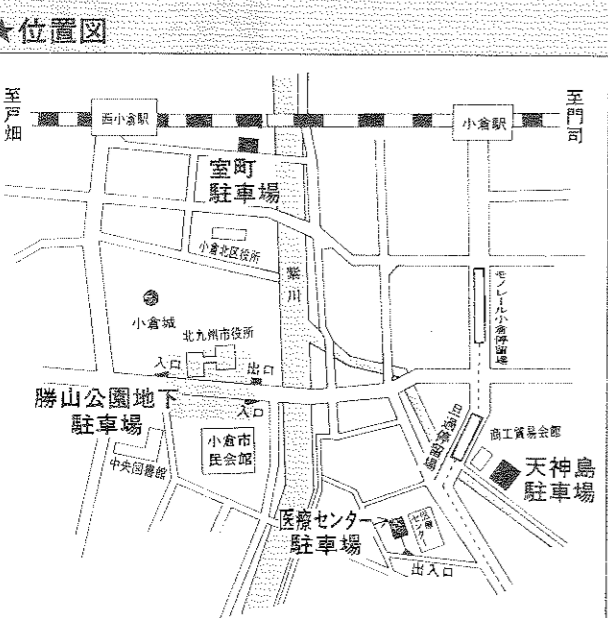 ★位置図
至戸畑
西小倉駅
小倉駅
至門司
室町
駐車場
小倉北区役所
紫川
モノレール小倉停留場
小倉城
北九州市役所
入口
出口
入口
勝山公園地下
駐車場
小倉市
民会館
中央図書館
旦過停留場
商工貿易会館
天神島
駐車場
医療センター
駐車場
医療
センター
出入口